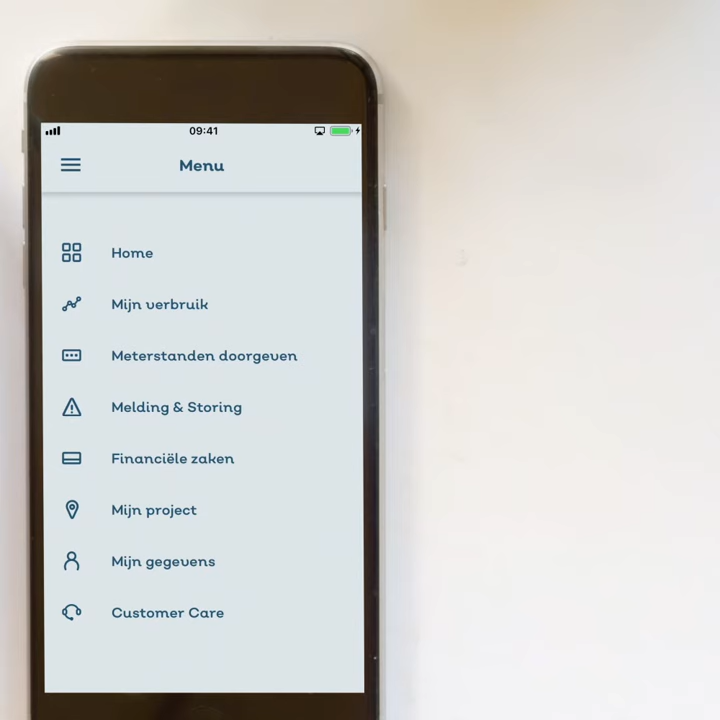 09:41
Menu
Home
Mijn verbruik
Meterstanden doorgeven
Melding & Storing
Financiële zaken
Mijn project
Mijn gegevens
Customer Care